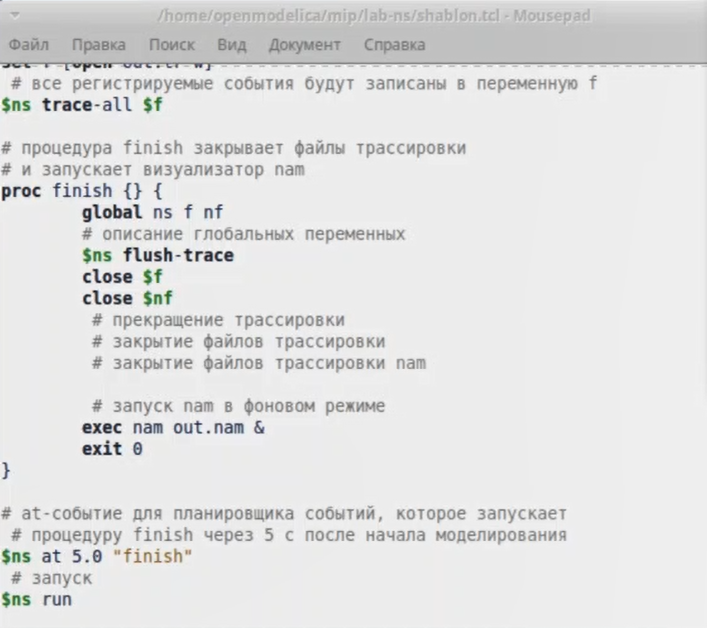 /home/openmodelica/mip/lab-ns/shablon.tcl - Mousepad
Файл Правка Поиск Вид Документ Справка
set f [open out.tr w]
# все регистрируемые события будут записаны в переменную f
$ns trace-all $f
# процедура finish закрывает файлы трассировки
# и запускает визуализатор nam
proc finish {} {
global ns f nf
# описание глобальных переменных
$ns flush-trace
close $f
close $nf
# прекращение трассировки
# закрытие файлов трассировки
# закрытие файлов трассировки nam
# запуск nam в фоновом режиме
exec nam out.nam &
exit 0
}
# at-событие для планировщика событий, которое запускает
# процедуру finish через 5 с после начала моделирования
$ns at 5.0 "finish"
# запуск
$ns run